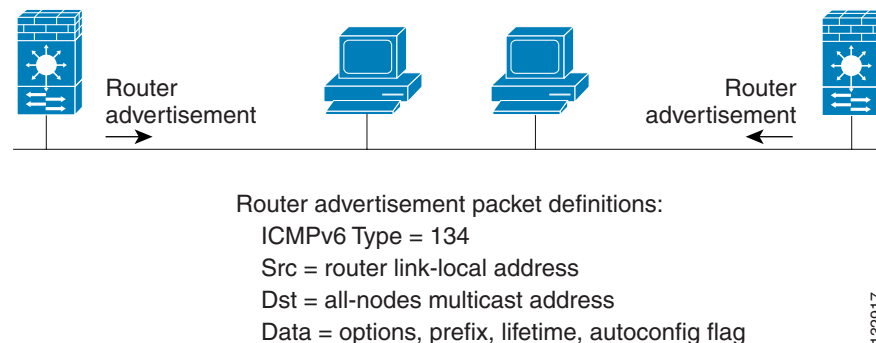 Router
advertisement
Router
advertisement
Router advertisement packet definitions:
ICMPv6 Type = 134
Src = router link-local address
Dst = all-nodes multicast address
Data = options, prefix, lifetime, autoconfig flag
132917